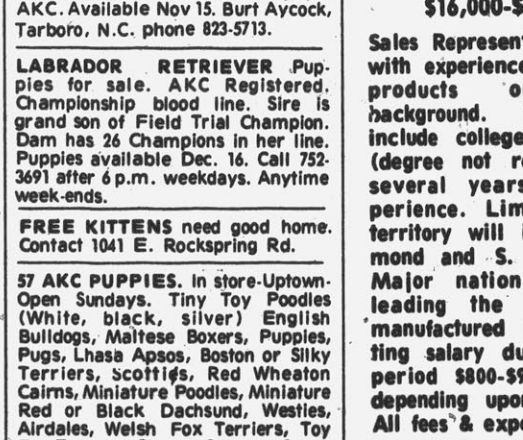 AKC. Available Nov 15. Burt Aycock,
Tarboro, N.C. phone 823-5713.
LABRADOR RETRIEVER Pup-
pies for sale. AKC Registered.
Championship blood line. Sire is
grand son of Field Trial Champion.
Dam has 26 Champions in her line.
Puppies available Dec. 16. Call 752-
3691 after 6 p.m. weekdays. Anytime
week-ends.
FREE KITTENS need good home.
Contact 1041 E. Rockspring Rd.
57 AKC PUPPIES. In store-Uptown-
Open Sundays. Tiny Toy Poodles
(White, black, silver) English
Bulldogs, Maltese Boxers, Puppies,
Pugs, Lhasa Apsos, Boston or Silky
Terriers, Scotties, Red Wheaton
Cairns, Miniature Poodles, Miniature
Red or Black Dachsund, Westies,
Airdales, Welsh Fox Terriers, Toy
$16,000-$
Sales Represent
with experience
products o
background.
include college
(degree not r
several years
perience. Lim
territory will
mond and S.
Major nation
leading the
manufactured
ting salary du
period $800-$9
depending upo
All fees & expe